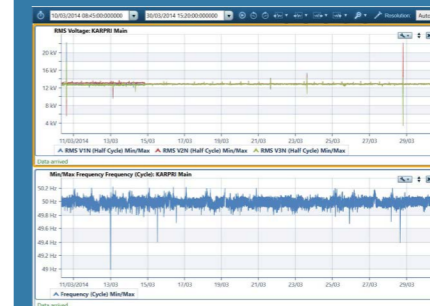 10/03/2014 08:45:00:000000 30/03/2014 15:20:00:000000 Resolution Auto
RMS Voltage: KARPRI Main
20 kV
16 kV
12 kV
8 kV
4 kV
11/03/2014 13/03 15/03 17/03 19/03 21/03 23/03 25/03 27/03 29/03
RMS V1N (Half Cycle) Min/Max RMS V2N (Half Cycle) Min/Max RMS V3N (Half Cycle) Min/Max
Data arrived
Min/Max Frequency Frequency (Cycle): KARPRI Main
50.2 Hz
50 Hz
49.8 Hz
49.6 Hz
49.4 Hz
49.2 Hz
49 Hz
11/03/2014 13/03 15/03 17/03 19/03 21/03 23/03 25/03 27/03 29/03
Frequency (Cycle) Min/Max
Data arrived